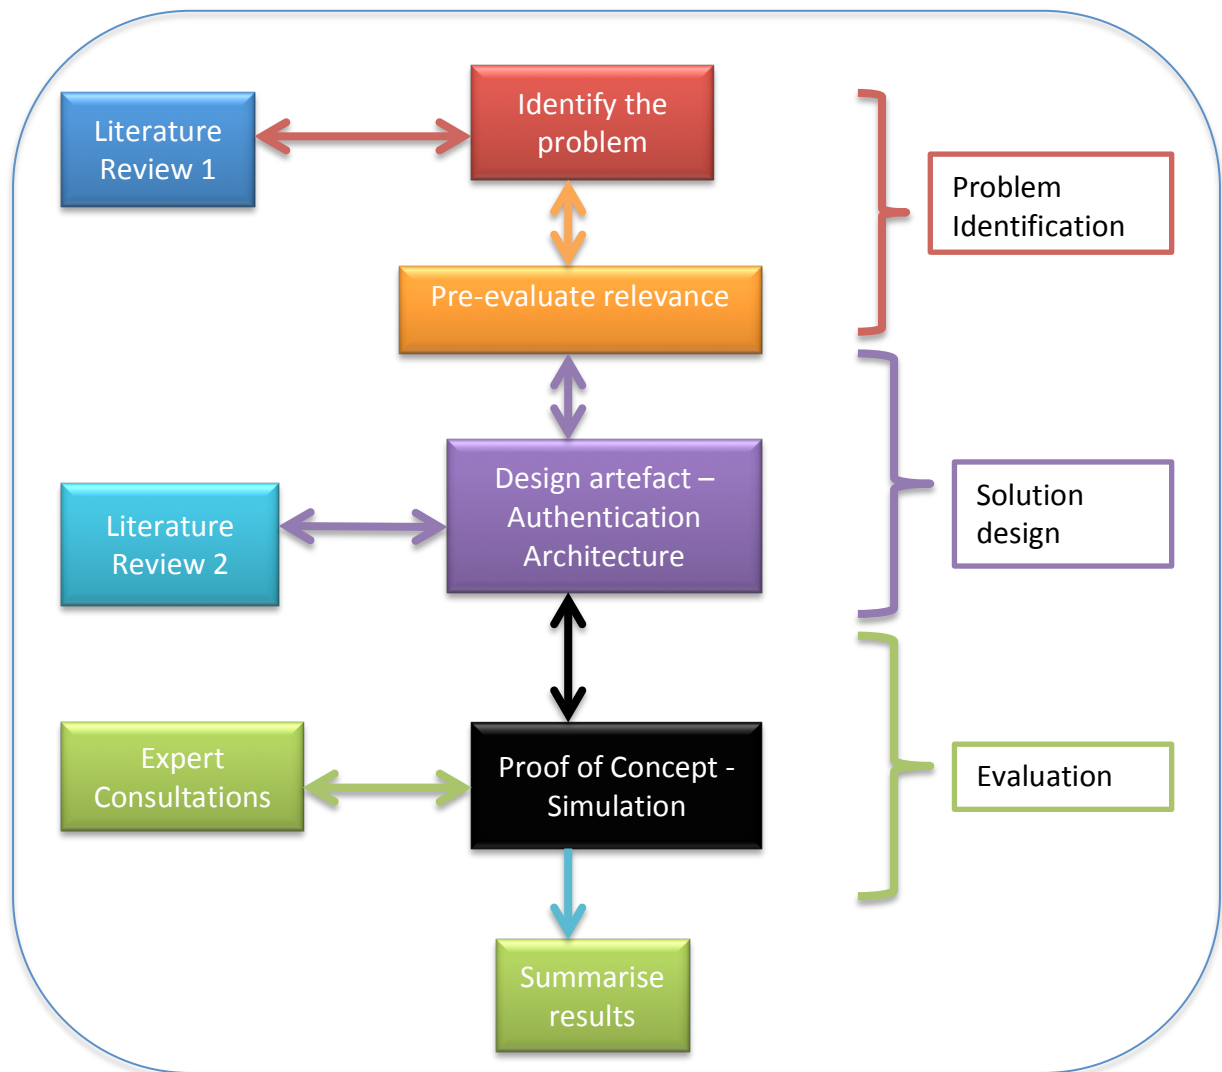 Literature
Review 1
Identify the
problem
Problem
Identification
Pre-evaluate relevance
Literature
Review 2
Design artefact –
Authentication
Architecture
Solution
design
Expert
Consultations
Proof of Concept -
Simulation
Evaluation
Summarise
results